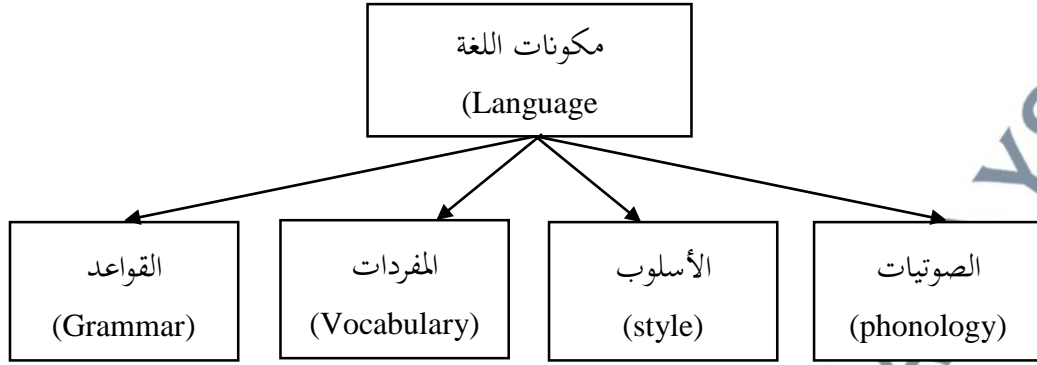 مكونات اللغة
(Language
الصوتيات
(phonology)
الأسلوب
(style)
المفردات
(Vocabulary)
القواعد
(Grammar)